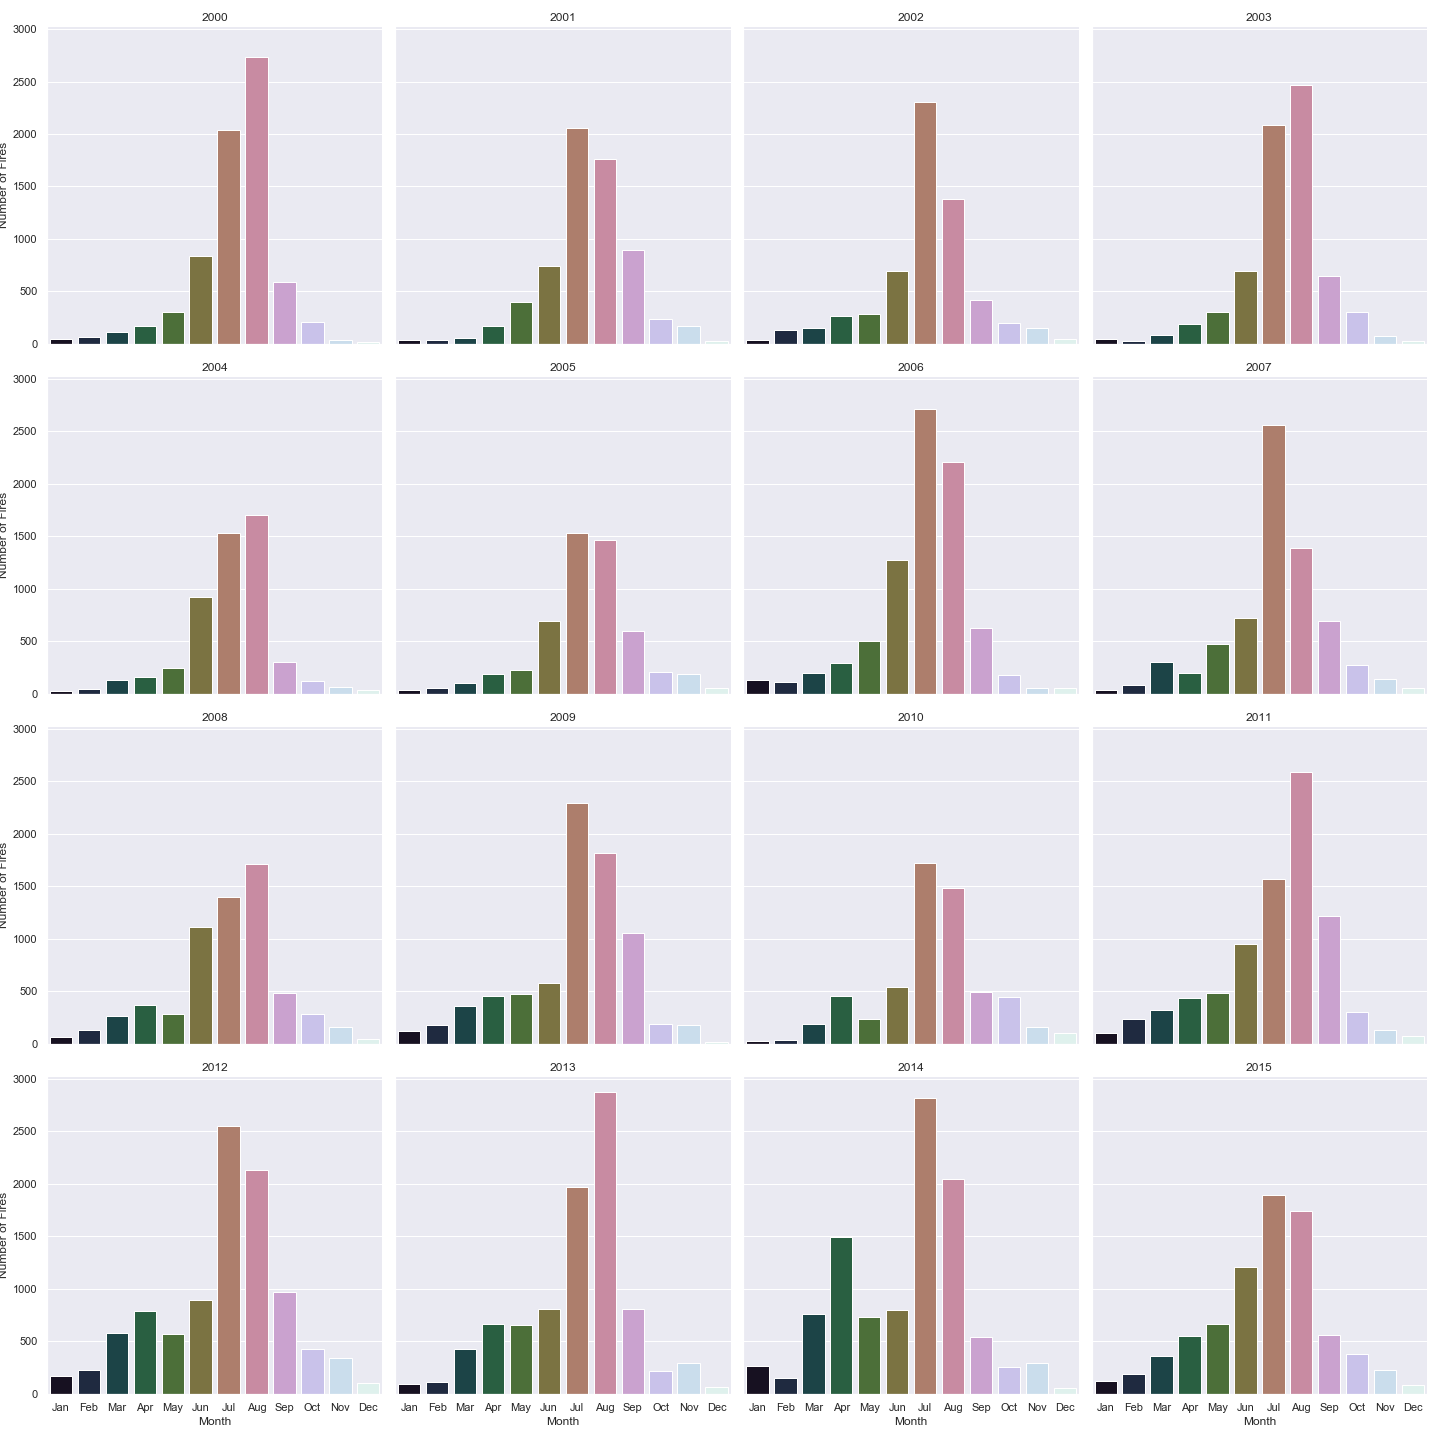 2000 2001 2002 2003
3000
2500
2000
1500
1000
500
0
Number of Fires
2004 2005 2006 2007
3000
2500
2000
1500
1000
500
0
Number of Fires
2008 2009 2010 2011
3000
2500
2000
1500
1000
500
0
Number of Fires
2012 2013 2014 2015
3000
2500
2000
1500
1000
500
0
Number of Fires
Jan Feb Mar Apr May Jun Jul Aug Sep Oct Nov Dec Jan Feb Mar Apr May Jun Jul Aug Sep Oct Nov Dec Jan Feb Mar Apr May Jun Jul Aug Sep Oct Nov Dec Jan Feb Mar Apr May Jun Jul Aug Sep Oct Nov Dec
Month Month Month Month